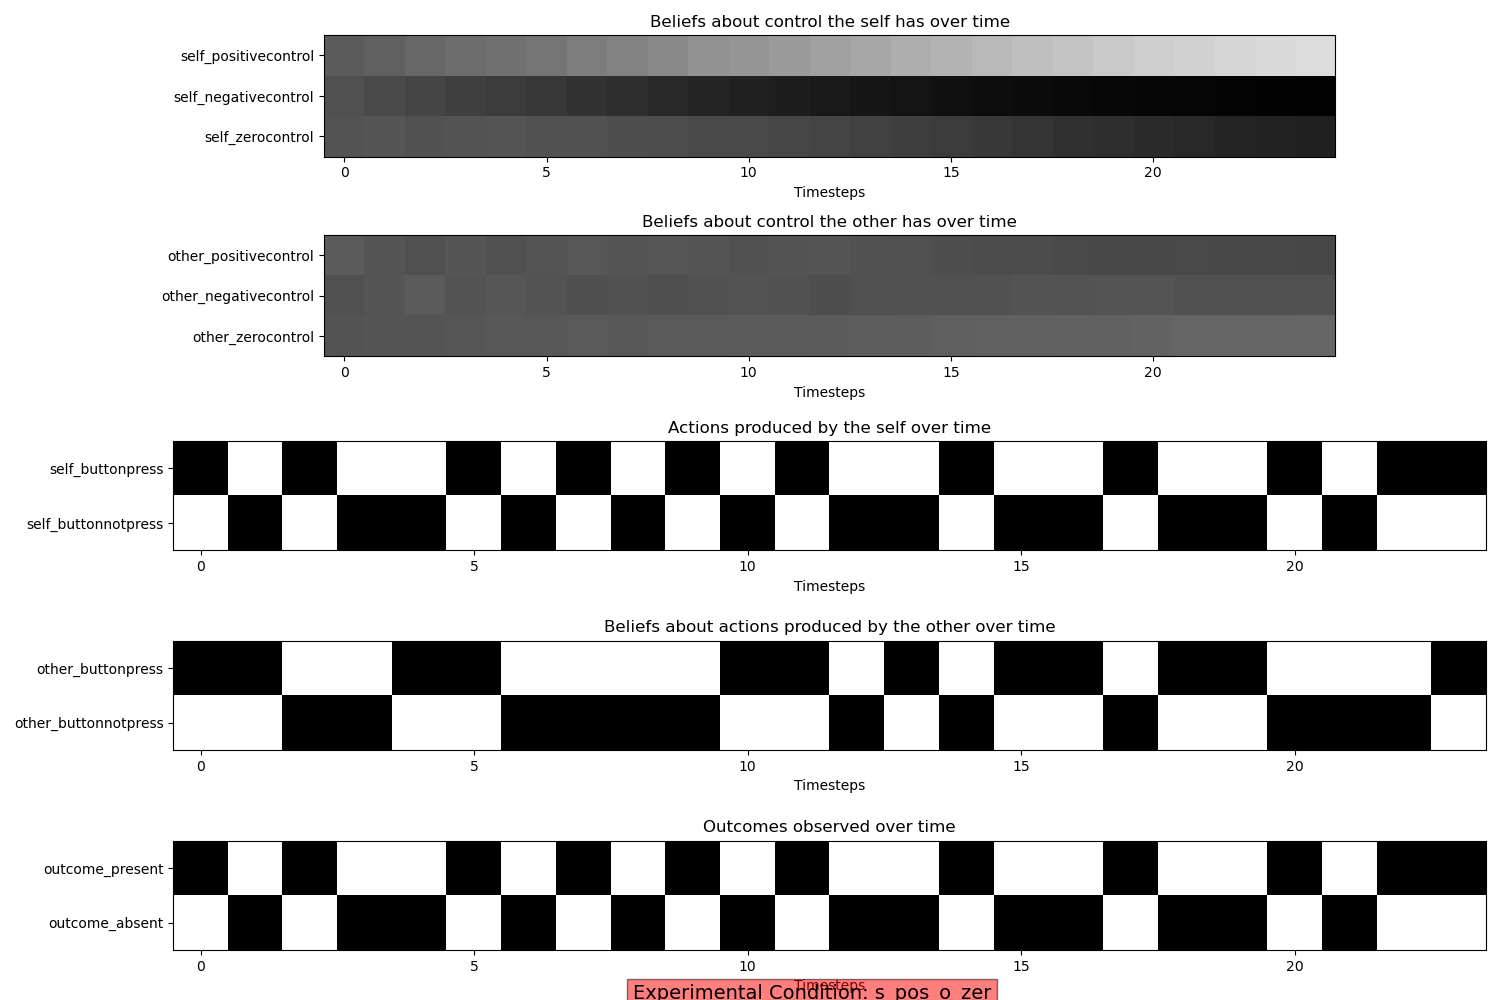 Beliefs about control the self has over time
self_positivecontrol
self_negativecontrol
self_zerocontrol
0 5 10 15 20
Timesteps
Beliefs about control the other has over time
other_positivecontrol
other_negativecontrol
other_zerocontrol
0 5 10 15 20
Timesteps
Actions produced by the self over time
self_buttonpress
self_buttonnotpress
0 5 10 15 20
Timesteps
Beliefs about actions produced by the other over time
other_buttonpress
other_buttonnotpress
0 5 10 15 20
Timesteps
Outcomes observed over time
outcome_present
outcome_absent
0 5 10 15 20
Timesteps
Experimental Condition: s_pos_o_zer